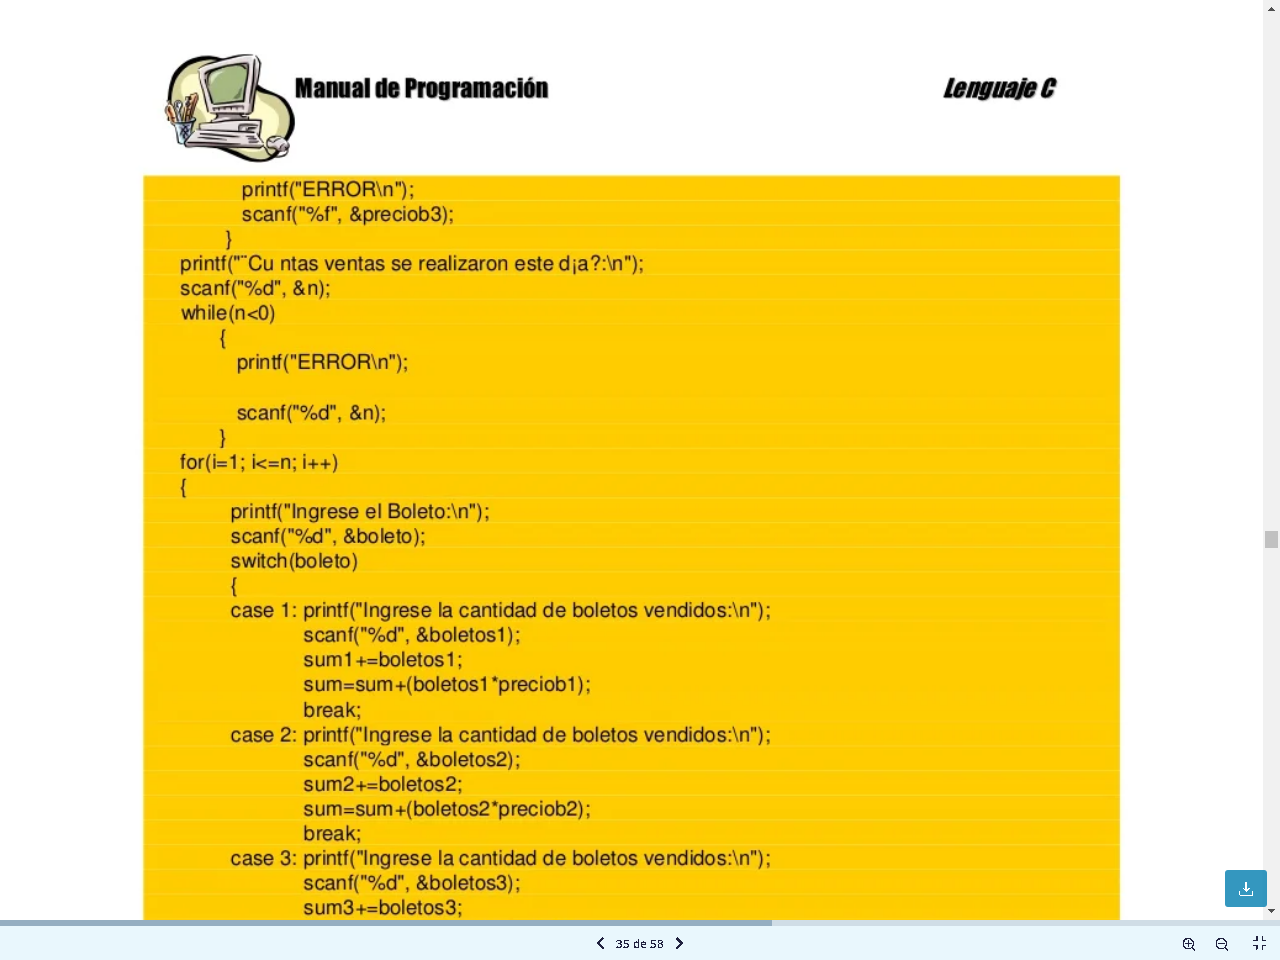 Manual de Programación
Lenguaje C
printf("ERROR\n");
scanf("%f", &preciob3);
}
printf("¨Cu ntas ventas se realizaron este d¡a?:\n");
scanf("%d", &n);
while(n<0)
{
printf("ERROR\n");
scanf("%d", &n);
}
for(i=1; i<=n; i++)
{
printf("Ingrese el Boleto:\n");
scanf("%d", &boleto);
switch(boleto)
{
case 1: printf("Ingrese la cantidad de boletos vendidos:\n");
scanf("%d", &boletos1);
sum1+=boletos1;
sum=sum+(boletos1*preciob1);
break;
case 2: printf("Ingrese la cantidad de boletos vendidos:\n");
scanf("%d", &boletos2);
sum2+=boletos2;
sum=sum+(boletos2*preciob2);
break;
case 3: printf("Ingrese la cantidad de boletos vendidos:\n");
scanf("%d", &boletos3);
sum3+=boletos3;
35 de 58